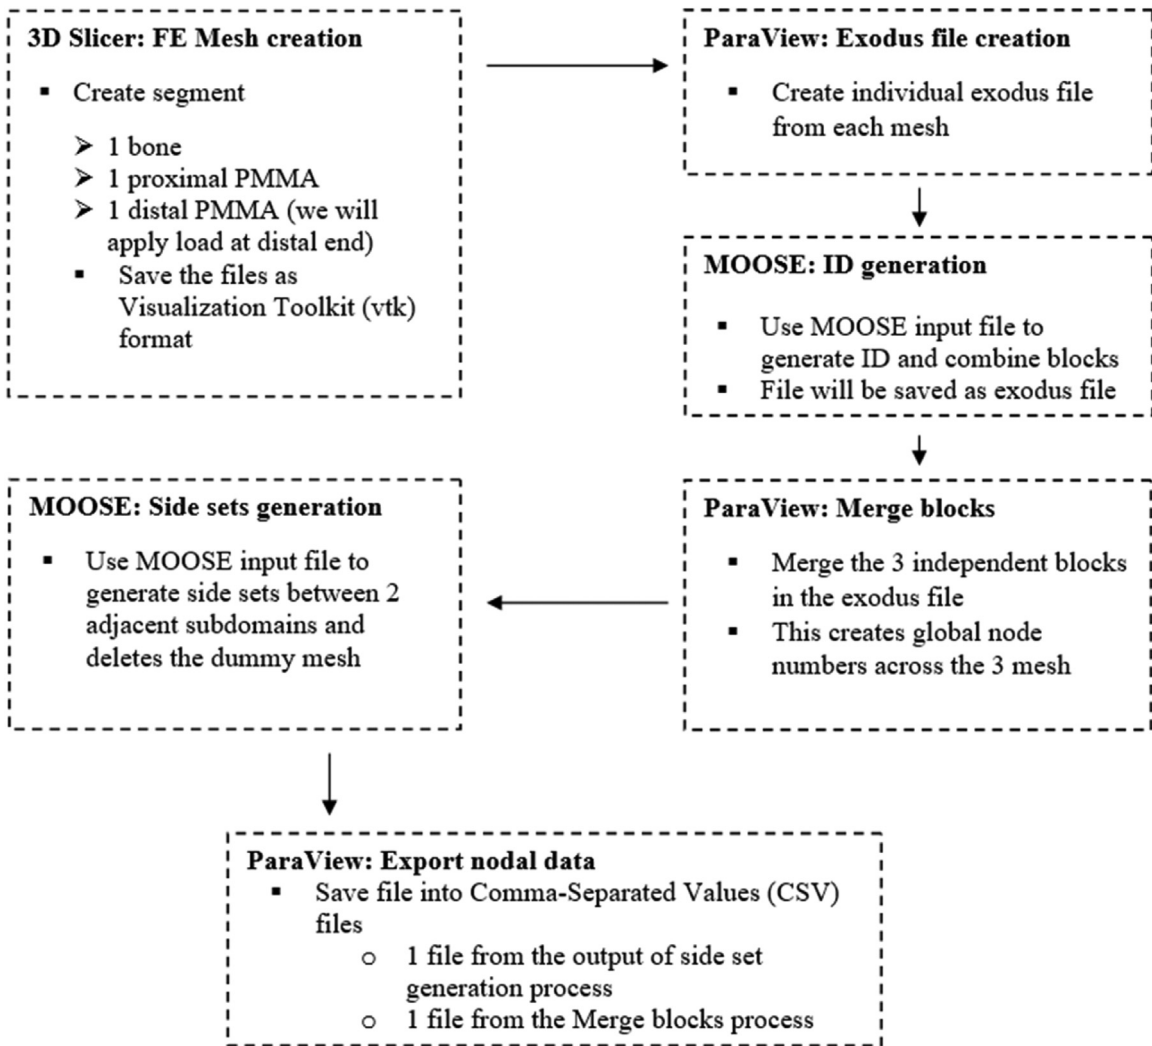 3D Slicer: FE Mesh creation
▪ Create segment
➢ 1 bone
➢ 1 proximal PMMA
➢ 1 distal PMMA (we will
apply load at distal end)
▪ Save the files as
Visualization Toolkit (vtk)
format
ParaView: Exodus file creation
▪ Create individual exodus file
from each mesh
MOOSE: ID generation
▪ Use MOOSE input file to
generate ID and combine blocks
▪ File will be saved as exodus file
ParaView: Merge blocks
▪ Merge the 3 independent blocks
in the exodus file
▪ This creates global node
numbers across the 3 mesh
MOOSE: Side sets generation
▪ Use MOOSE input file to
generate side sets between 2
adjacent subdomains and
deletes the dummy mesh
ParaView: Export nodal data
▪ Save file into Comma-Separated Values (CSV)
files
o 1 file from the output of side set
generation process
o 1 file from the Merge blocks process